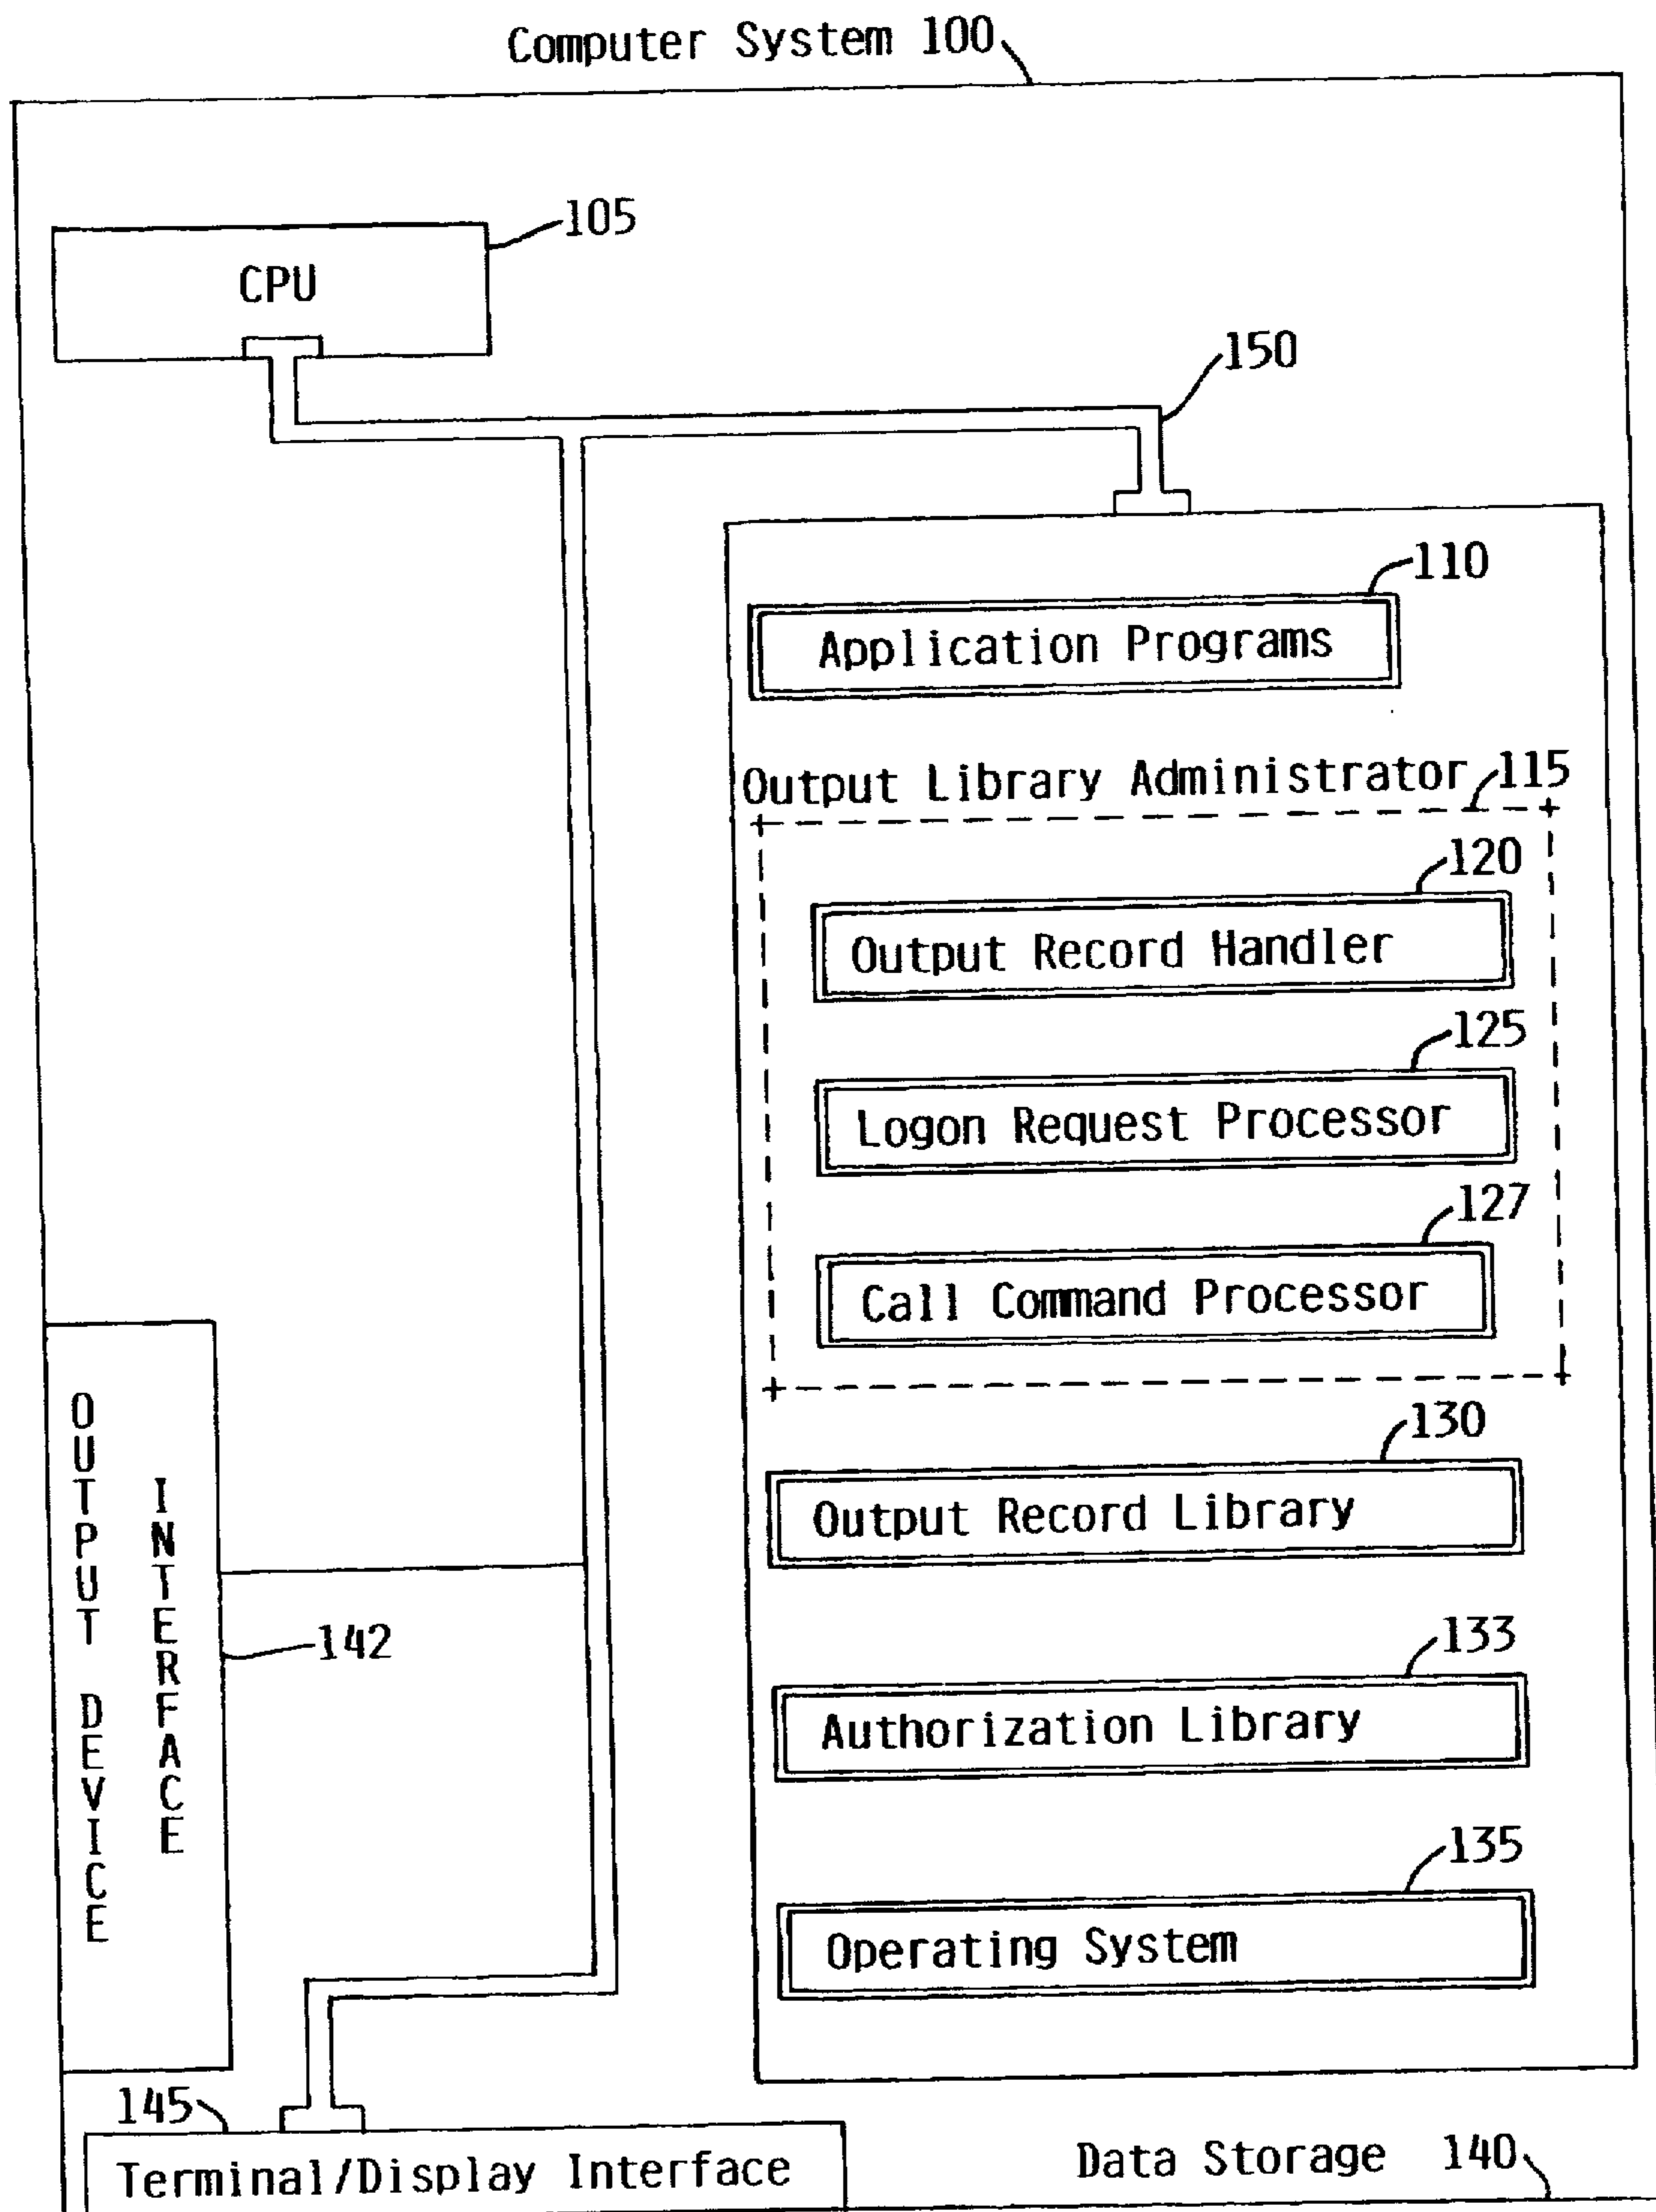 Computer System 100
105
CPU
150
110
Application Programs
Output Library Administrator 115
120
Output Record Handler
125
Logon Request Processor
127
Call Command Processor
130
Output Record Library
133
Authorization Library
135
Operating System
OUTPUT DEVICE
INTERFACE
142
145
Terminal/Display Interface
Data Storage 140